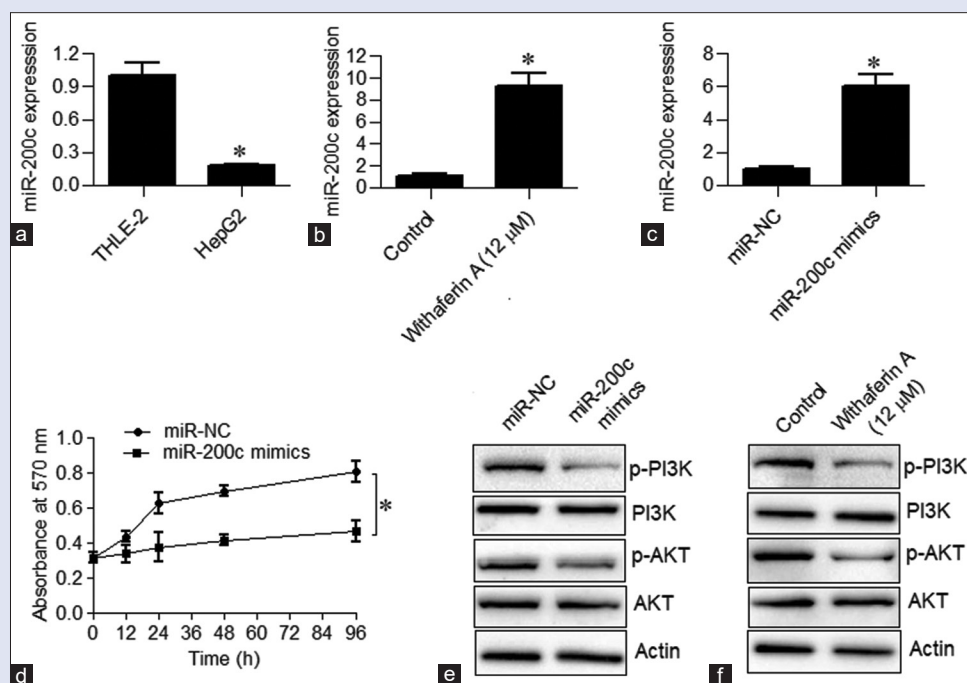 miR-200c expresssion
1.2
0.9
0.6
0.3
0.0
*
THLE-2
HepG2
a
miR-200c expression
12
10
8
6
4
2
0
*
Control
Withaferin A (12 µM)
b
miR-200c expression
8
6
4
2
0
*
miR-NC
miR-200c mimics
c
miR-NC
miR-200c mimics
Absorbance at 570 nm
1.0
0.8
0.6
0.4
0.2
0.0
*
0 12 24 36 48 60 72 84 96
Time (h)
d
miR-NC
miR-200c
mimics
p-PI3K
PI3K
p-AKT
AKT
Actin
e
Control
Withaferin A
(12 µM)
p-PI3K
PI3K
p-AKT
AKT
Actin
f